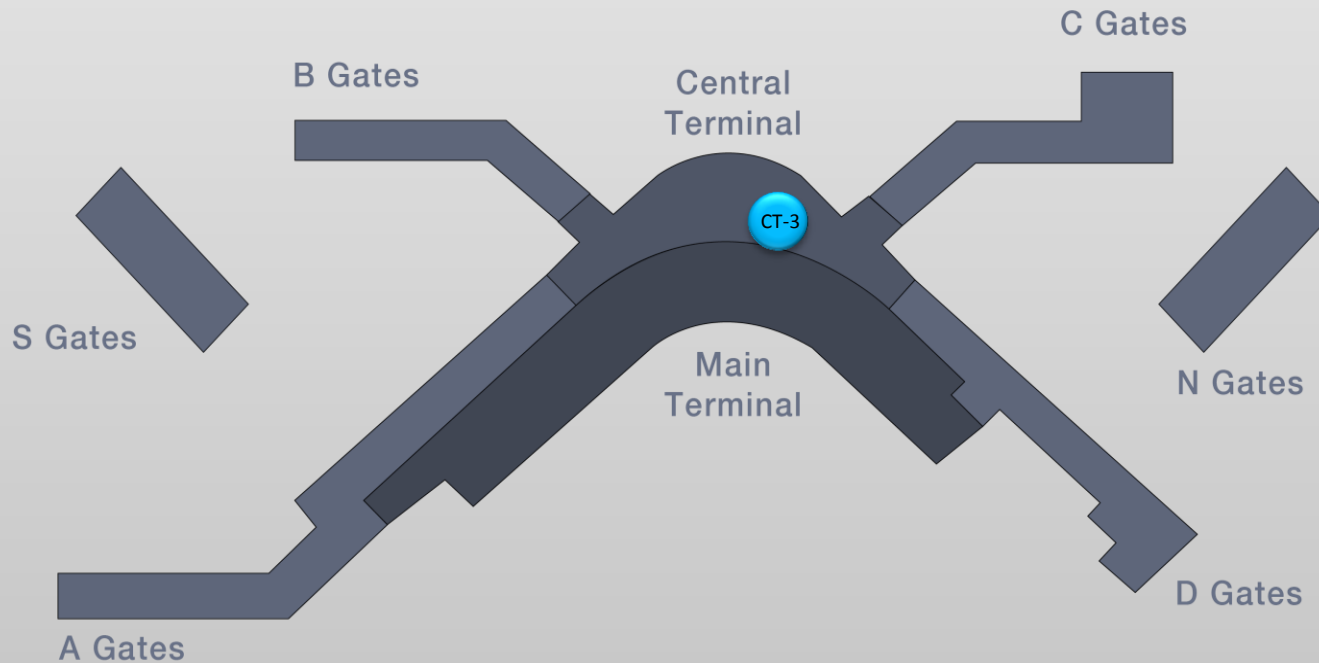 C Gates
B Gates
Central
Terminal
CT-3
S Gates
Main
Terminal
N Gates
D Gates
A Gates